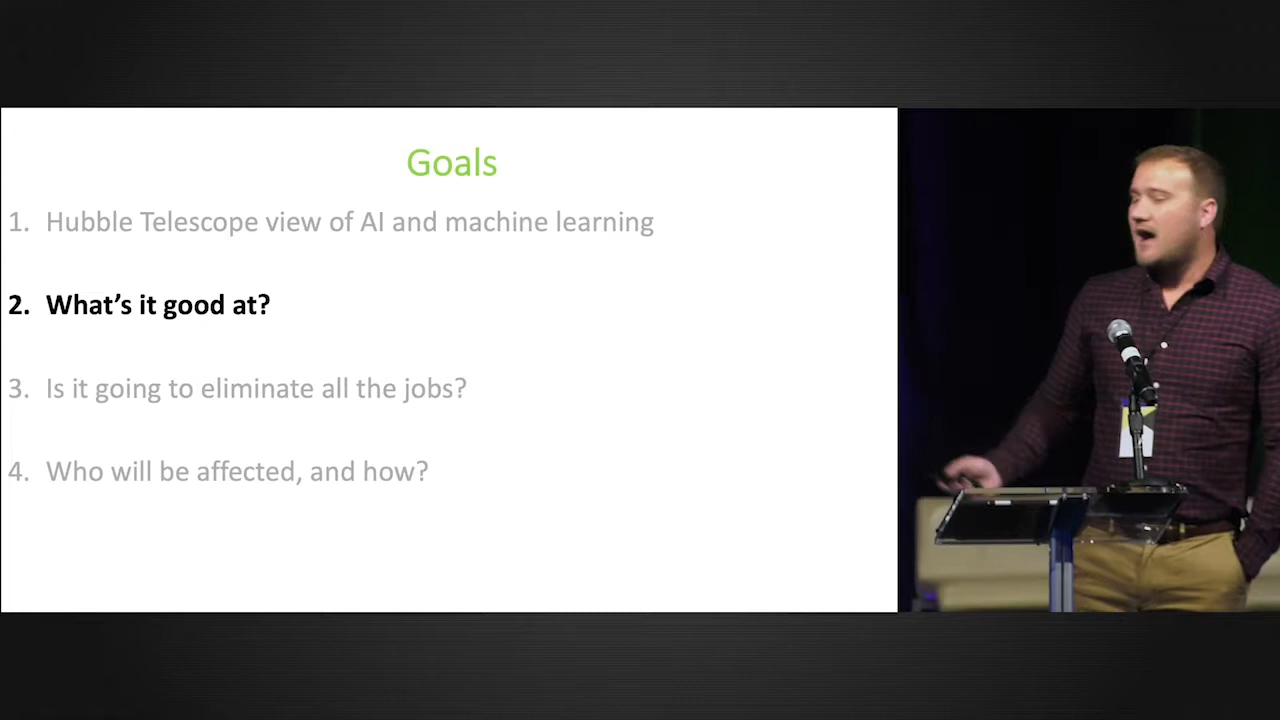 Goals
1. Hubble Telescope view of AI and machine learning
2. What's it good at?
3. Is it going to eliminate all the jobs?
4. Who will be affected, and how?